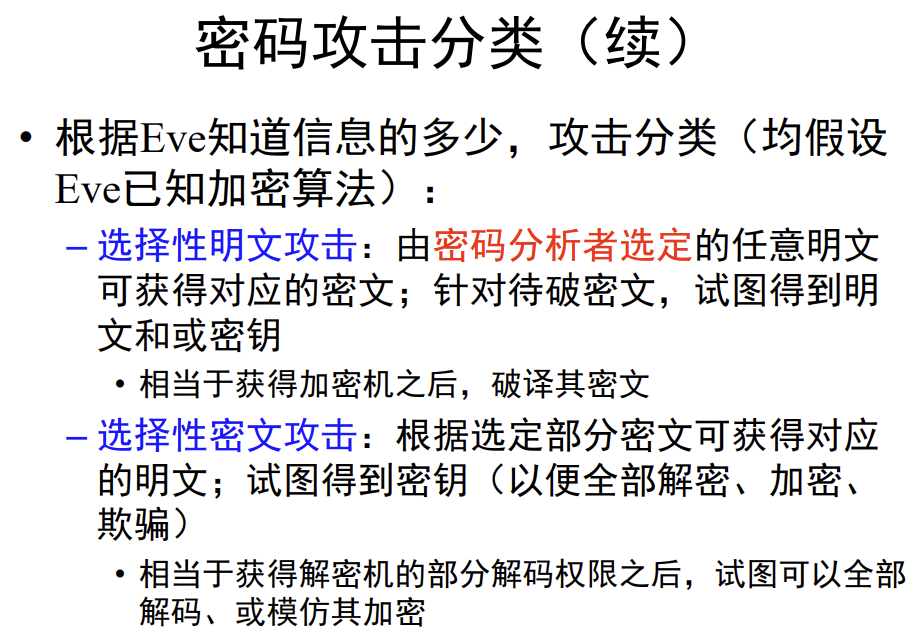 密码攻击分类（续）
• 根据Eve知道信息的多少，攻击分类（均假设
Eve已知加密算法）：
– 选择性明文攻击：由密码分析者选定的任意明文
可获得对应的密文；针对待破密文，试图得到明
文和或密钥
• 相当于获得加密机之后，破译其密文
– 选择性密文攻击：根据选定部分密文可获得对应
的明文；试图得到密钥（以便全部解密、加密、
欺骗）
• 相当于获得解密机的部分解码权限之后，试图可以全部
解码、或模仿其加密